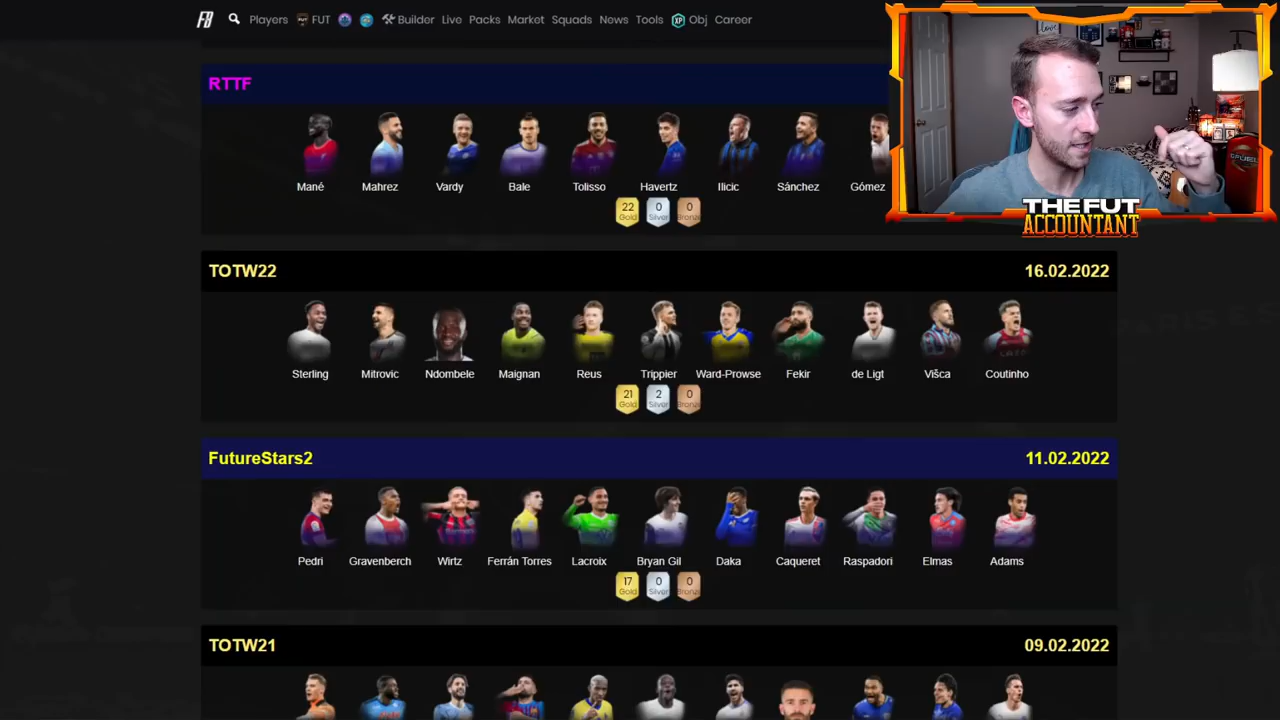 FB Players FUT Builder Live Packs Market Squads News Tools XP Obj Career
RTTF
Mané Mahrez Vardy Bale Tolisso Havertz Ilicic Sánchez Gómez
22 0 0
Gold Silver Bronze
THE FUT
ACCOUNTANT
TOTW22 16.02.2022
Sterling Mitrovic Ndombele Maignan Reus Trippier Ward-Prowse Fekir de Ligt Višca Coutinho
21 2 0
Gold Silver Bronze
FutureStars2 11.02.2022
Pedri Gravenberch Wirtz Ferrán Torres Lacroix Bryan Gil Daka Caqueret Raspadori Elmas Adams
17 0 0
Gold Silver Bronze
TOTW21 09.02.2022